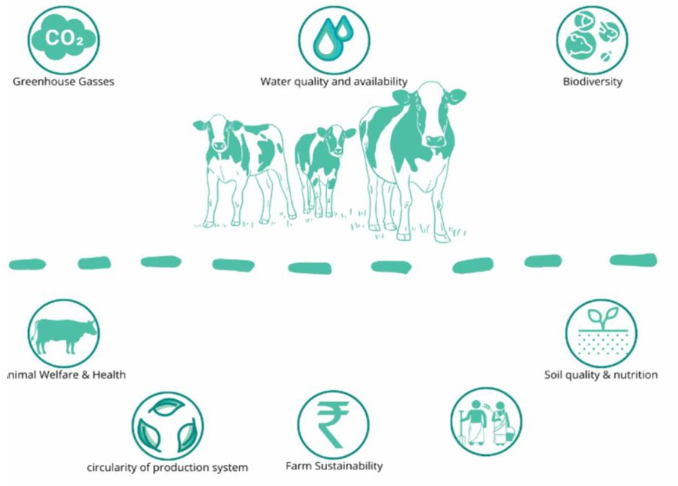 CO₂
Greenhouse Gasses
Water quality and availability
Biodiversity
nimal Welfare & Health
Soil quality & nutrition
₹
circularity of production system
Farm Sustainability